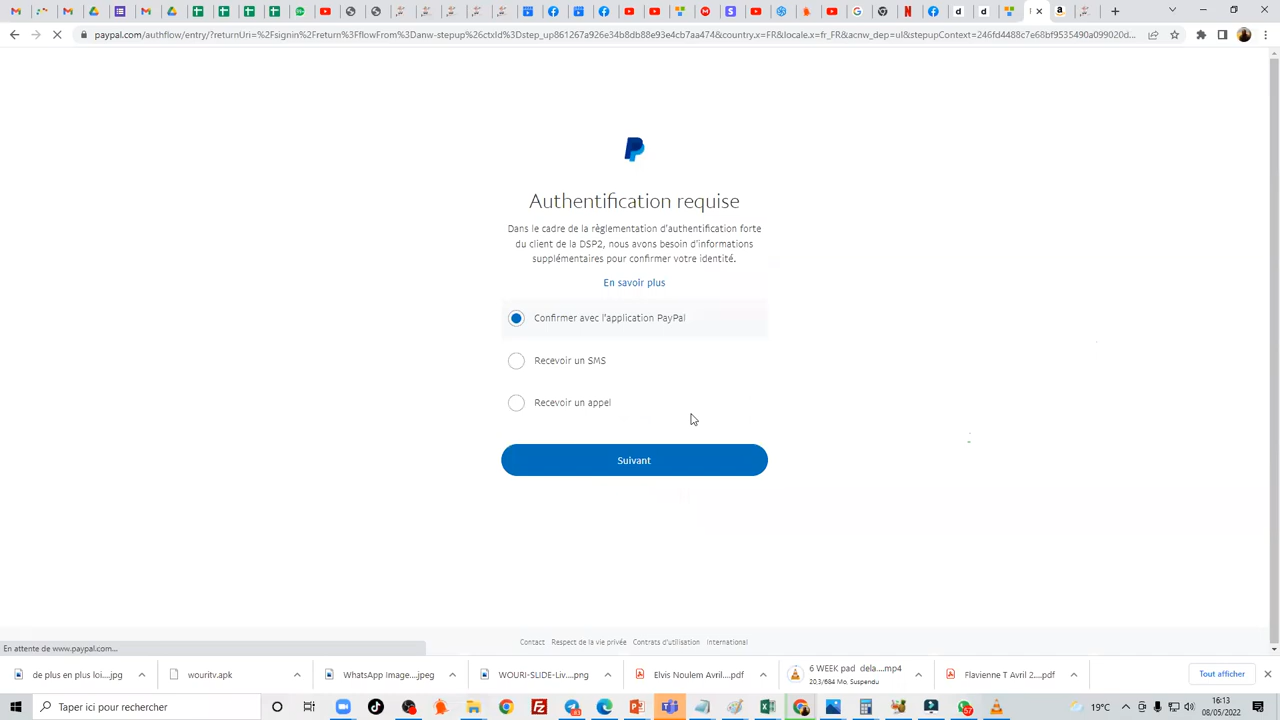 paypal.com/authflow/entry/?returnUri=%2Fsignin%2Freturn%3FflowFrom%3Danw-stepup%26ctxId%3Dstep_up861267a926e34b8db88e93e4cb7aa474&country.x=FR&locale.x=fr_FR&acnw_dep=ul&stepupContext=246fd4488c7e68bf9535490a099020d...
Authentification requise
Dans le cadre de la règlementation d'authentification forte
du client de la DSP2, nous avons besoin d'informations
supplémentaires pour confirmer votre identité.
En savoir plus
Confirmer avec l'application PayPal
Recevoir un SMS
Recevoir un appel
Suivant
Contact Respect de la vie privée Contrats d'utilisation International
En attente de www.paypal.com...
de plus en plus loi....jpg
wouritv.apk
WhatsApp Image...jpeg
WOURI-SLIDE-Liv....png
Elvis Noulem Avril....pdf
6 WEEK pad dela....mp4
20,3/684 Mo, Suspendu
Flavienne T Avril 2....pdf
Tout afficher
Taper ici pour rechercher
19°C
16:13
08/05/2022